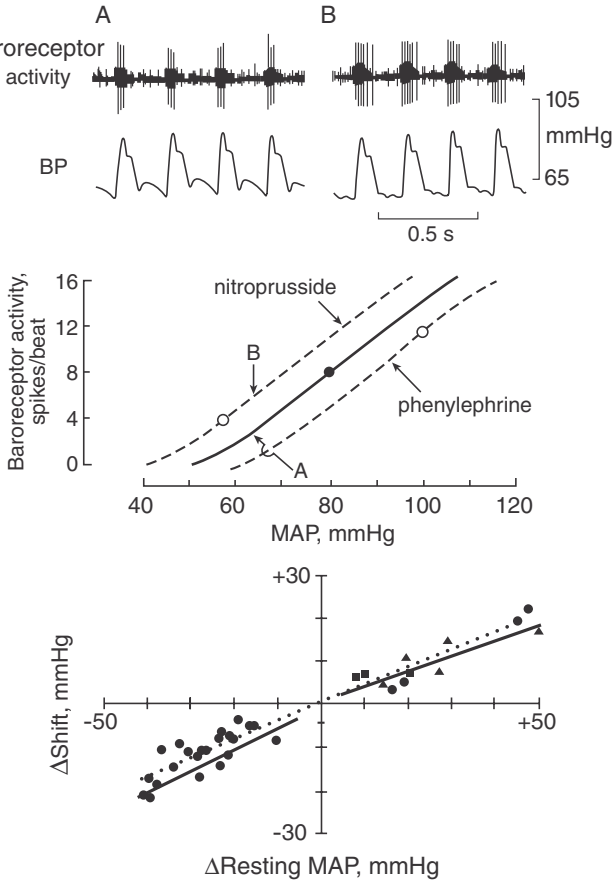 A
B
roreceptor
activity
105
mmHg
65
BP
0.5 s
Baroreceptor activity,
spikes/beat
16
12
8
4
0
nitroprusside
B
phenylephrine
A
40
60
80
100
120
MAP, mmHg
+30
ΔShift, mmHg
-50
+50
-30
ΔResting MAP, mmHg